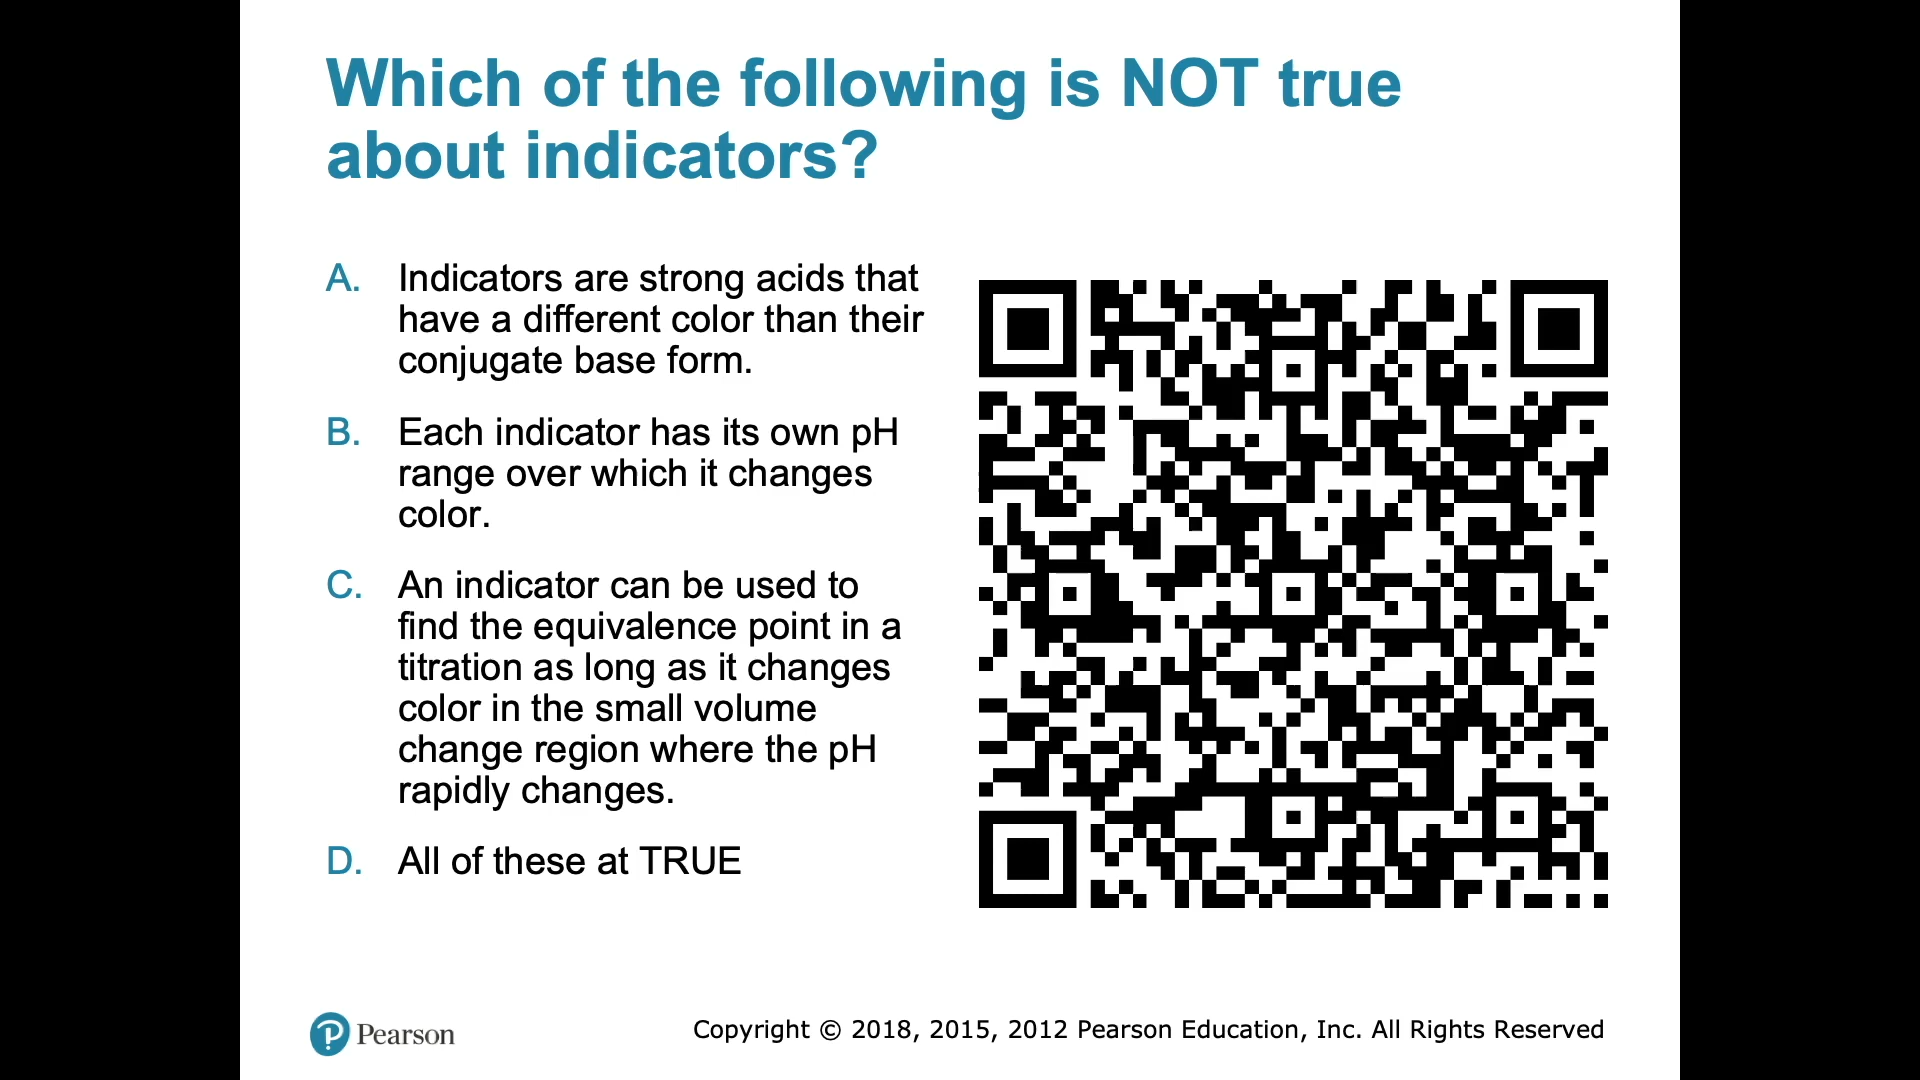 Which of the following is NOT true
about indicators?
A. Indicators are strong acids that
have a different color than their
conjugate base form.
B. Each indicator has its own pH
range over which it changes
color.
C. An indicator can be used to
find the equivalence point in a
titration as long as it changes
color in the small volume
change region where the pH
rapidly changes.
D. All of these at TRUE
Pearson
Copyright © 2018, 2015, 2012 Pearson Education, Inc. All Rights Reserved